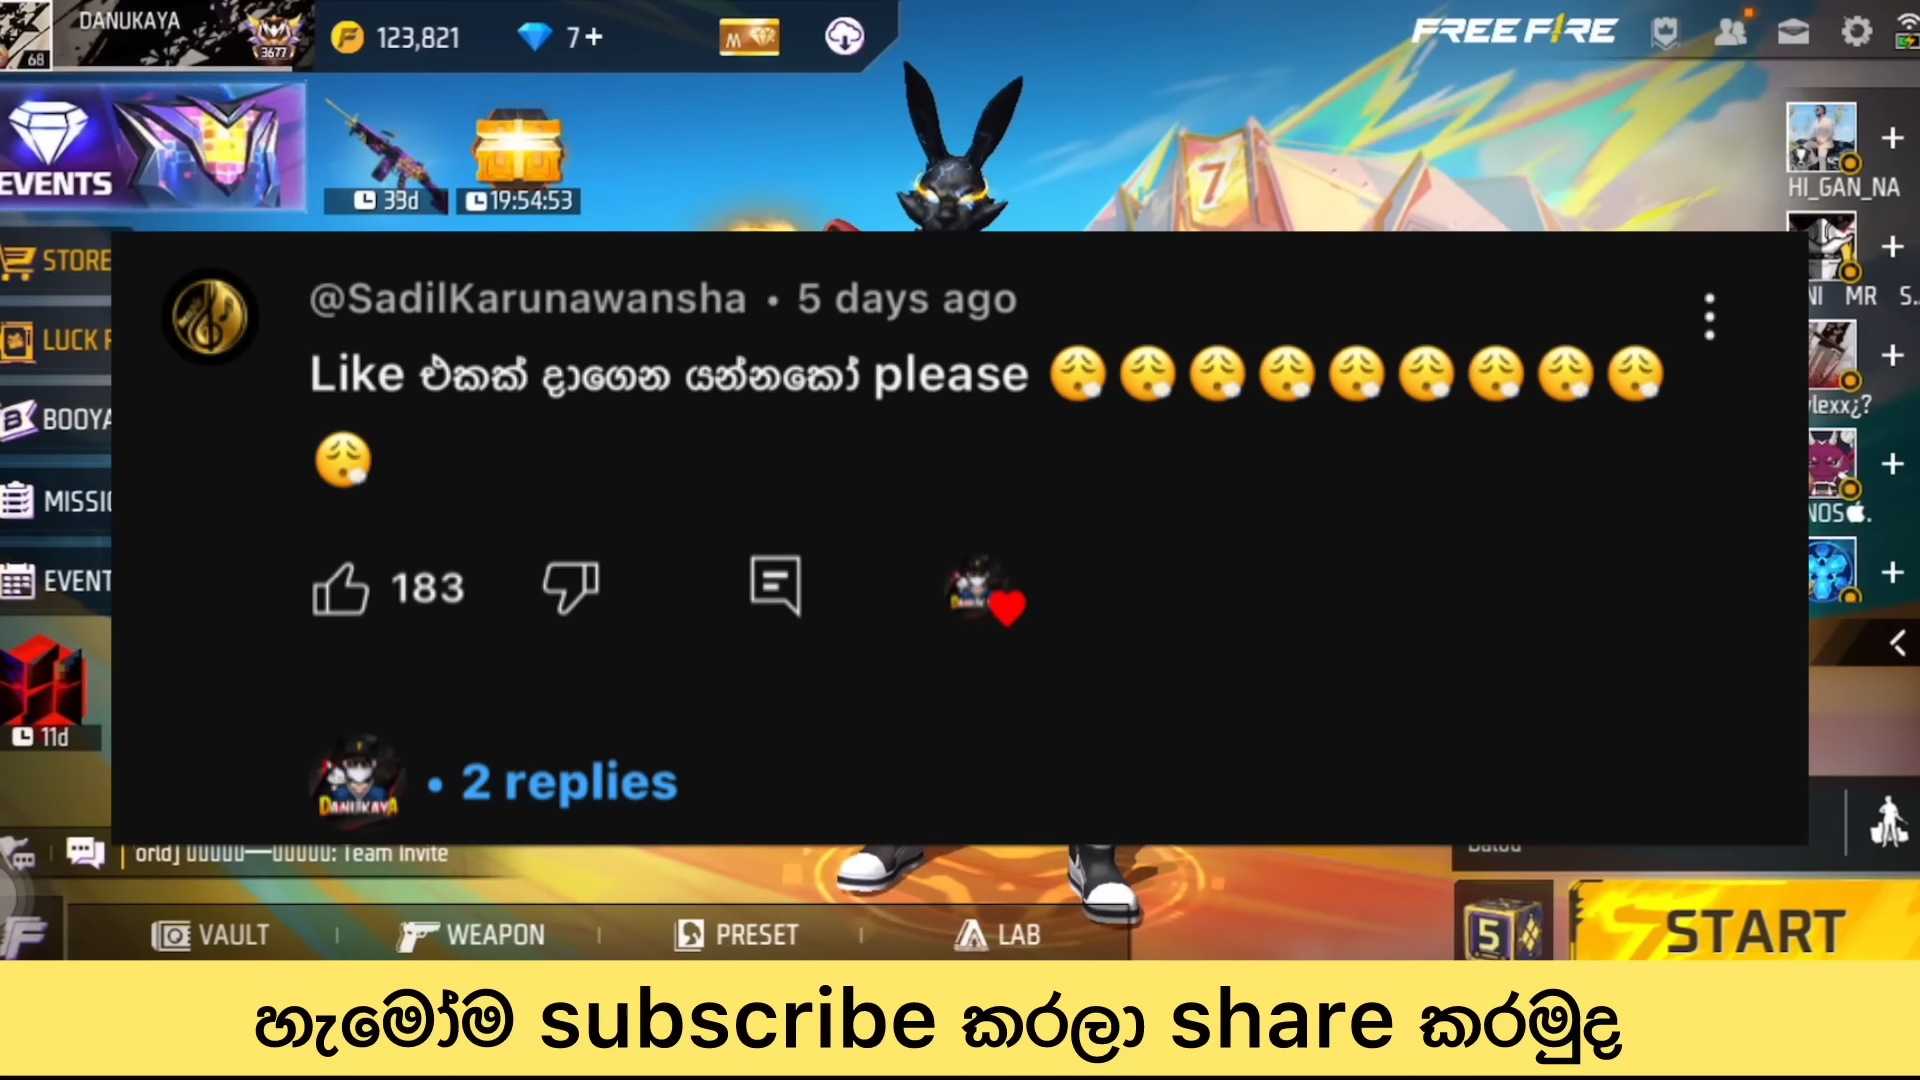 DANUKAYA
68
3677
123,821
7+
FREE FIRE
EVENTS
33d
19:54:53
7
HI_GAN_NA
STORE
LUCK
BOOYA
EVENT
11d
MR S..
@SadilKarunawansha • 5 days ago
Like එකක් දාගෙන යන්නකෝ please 😮‍💨😮‍💨😮‍💨😮‍💨😮‍💨😮‍💨😮‍💨😮‍💨😮‍💨
😮‍💨
183
DANUKAYA • 2 replies
orld] : Team Invite
VAULT
WEAPON
PRESET
LAB
5
START
හැමෝම subscribe කරලා share කරමුද